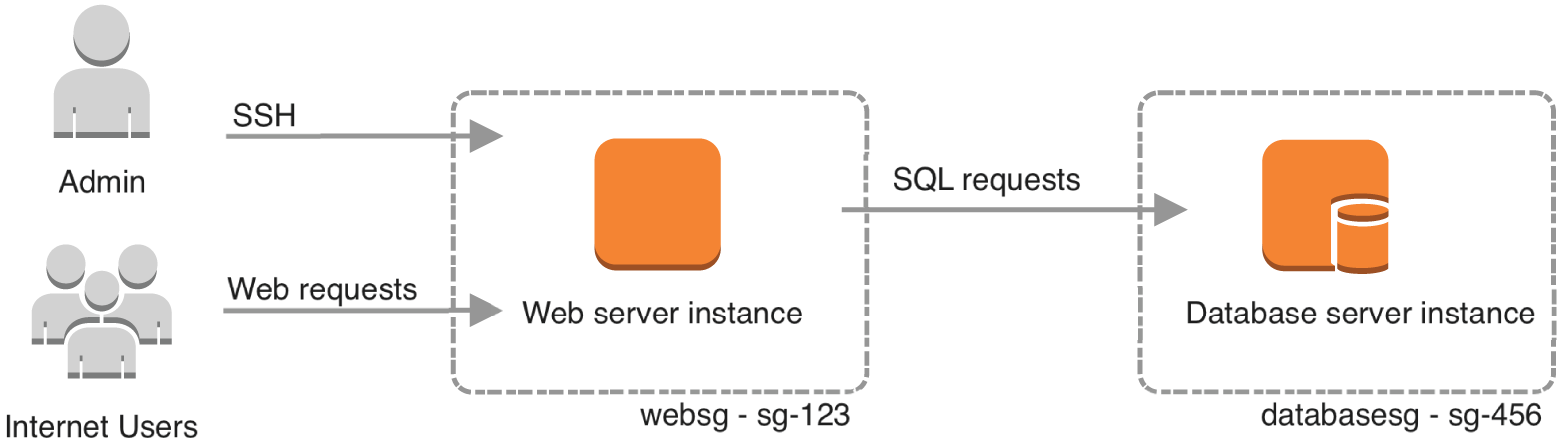 SSH
Admin
SQL requests
Web requests
Web server instance
Database server instance
Internet Users
websg - sg-123
databasesg - sg-456